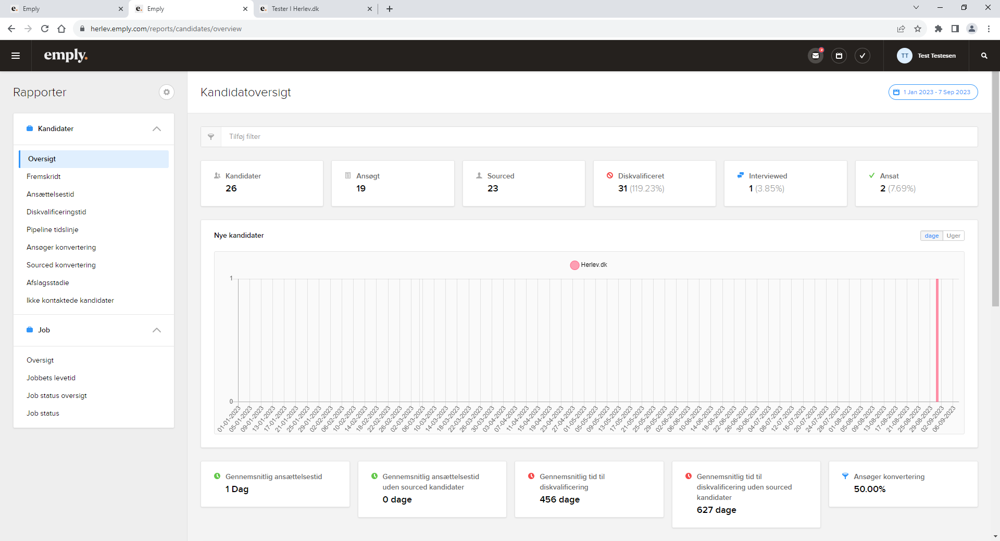 Emply
Emply
Tester I Herlev.dk
herlev.emply.com/reports/candidates/overview
emply.
2
TT
Test Testesen
Rapporter
Kandidater
Oversigt
Fremskridt
Ansættelsestid
Diskvalificeringstid
Pipeline tidslinje
Ansøger konvertering
Sourced konvertering
Afslagsstadie
Ikke kontaktede kandidater
Job
Oversigt
Jobbets levetid
Job status oversigt
Job status
Kandidatoversigt
1 Jan 2023 - 7 Sep 2023
Tilføj filter
Kandidater
26
Ansøgt
19
Sourced
23
Diskvalificeret
31 (119.23%)
Interviewed
1 (3.85%)
Ansat
2 (7.69%)
Nye kandidater
dage
Uger
Herlev.dk
1
0
01-01-2023
05-01-2023
09-01-2023
13-01-2023
17-01-2023
21-01-2023
25-01-2023
29-01-2023
02-02-2023
06-02-2023
10-02-2023
14-02-2023
18-02-2023
22-02-2023
26-02-2023
02-03-2023
06-03-2023
10-03-2023
14-03-2023
18-03-2023
22-03-2023
26-03-2023
30-03-2023
03-04-2023
07-04-2023
11-04-2023
15-04-2023
19-04-2023
23-04-2023
27-04-2023
01-05-2023
05-05-2023
09-05-2023
13-05-2023
17-05-2023
21-05-2023
25-05-2023
29-05-2023
02-06-2023
06-06-2023
10-06-2023
14-06-2023
18-06-2023
22-06-2023
26-06-2023
30-06-2023
04-07-2023
08-07-2023
12-07-2023
16-07-2023
20-07-2023
24-07-2023
28-07-2023
01-08-2023
05-08-2023
09-08-2023
13-08-2023
17-08-2023
21-08-2023
25-08-2023
29-08-2023
02-09-2023
06-09-2023
Gennemsnitlig ansættelsestid
1 Dag
Gennemsnitlig ansættelsestid
uden sourced kandidater
0 dage
Gennemsnitlig tid til
diskvalificering
456 dage
Gennemsnitlig tid til
diskvalificering uden sourced
kandidater
627 dage
Ansøger konvertering
50.00%